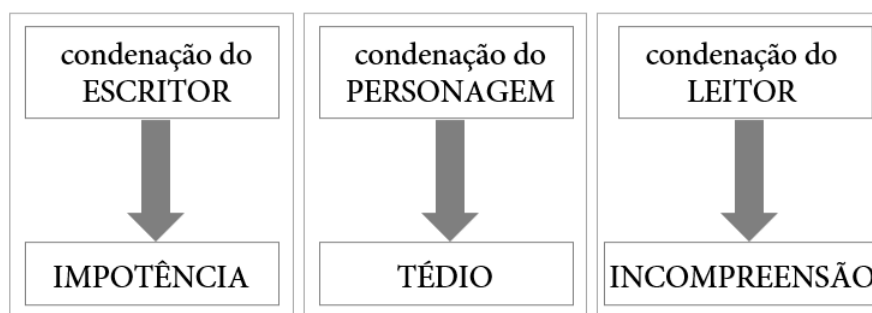 condenação do
ESCRITOR
IMPOTÊNCIA
condenação do
PERSONAGEM
TÉDIO
condenação do
LEITOR
INCOMPREENSÃO